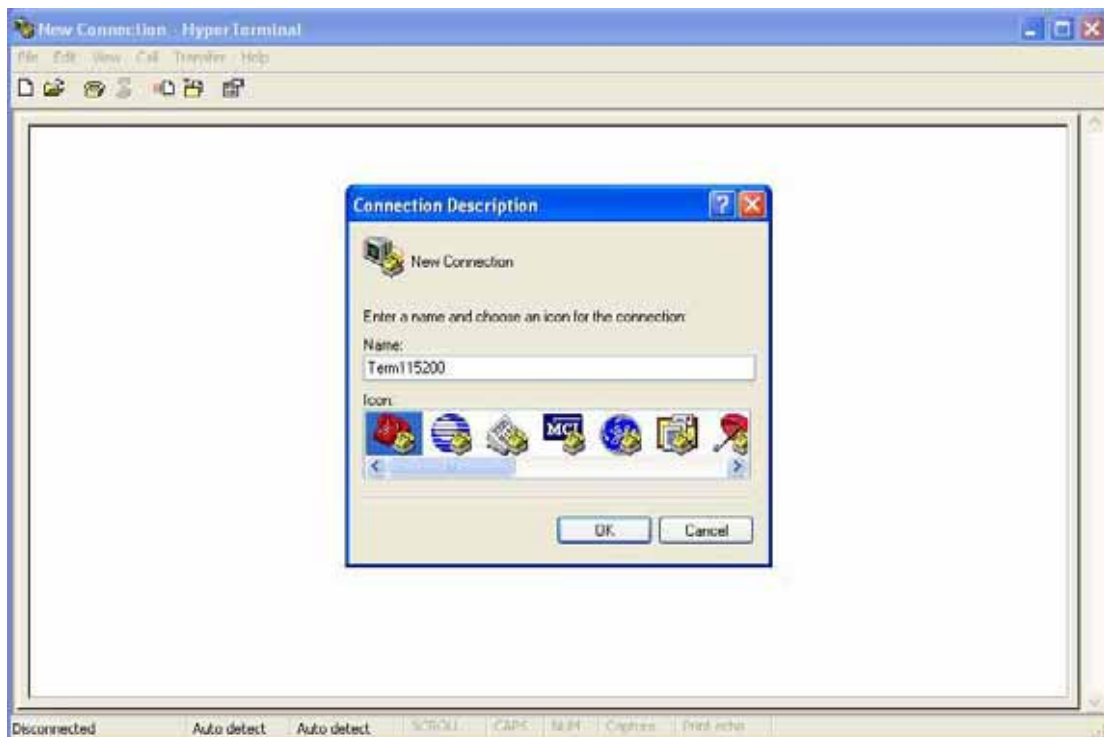 New Connection - HyperTerminal
File Edit View Call Transfer Help
Connection Description
New Connection
Enter a name and choose an icon for the connection:
Name:
Term115200
Icon:
MCI
OK Cancel
Disconnected Auto detect Auto detect SCROLL CAPS NUM Capture Print echo